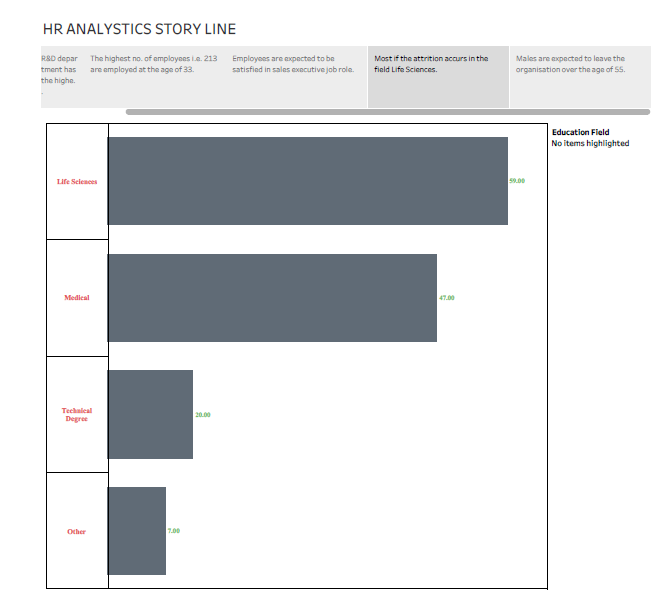 HR ANALYSTICS STORY LINE
R&D depar
tment has
the highe.
.
The highest no. of employees i.e. 213
are employed at the age of 33.
Employees are expected to be
satisfied in sales executive job role.
Most if the attrition accurs in the
field Life Sciences.
Males are expected to leave the
organisation over the age of 55.
Education Field
No items highlighted
Life Sciences
59.00
Medical
47.00
Technical
Degree
20.00
Other
7.00